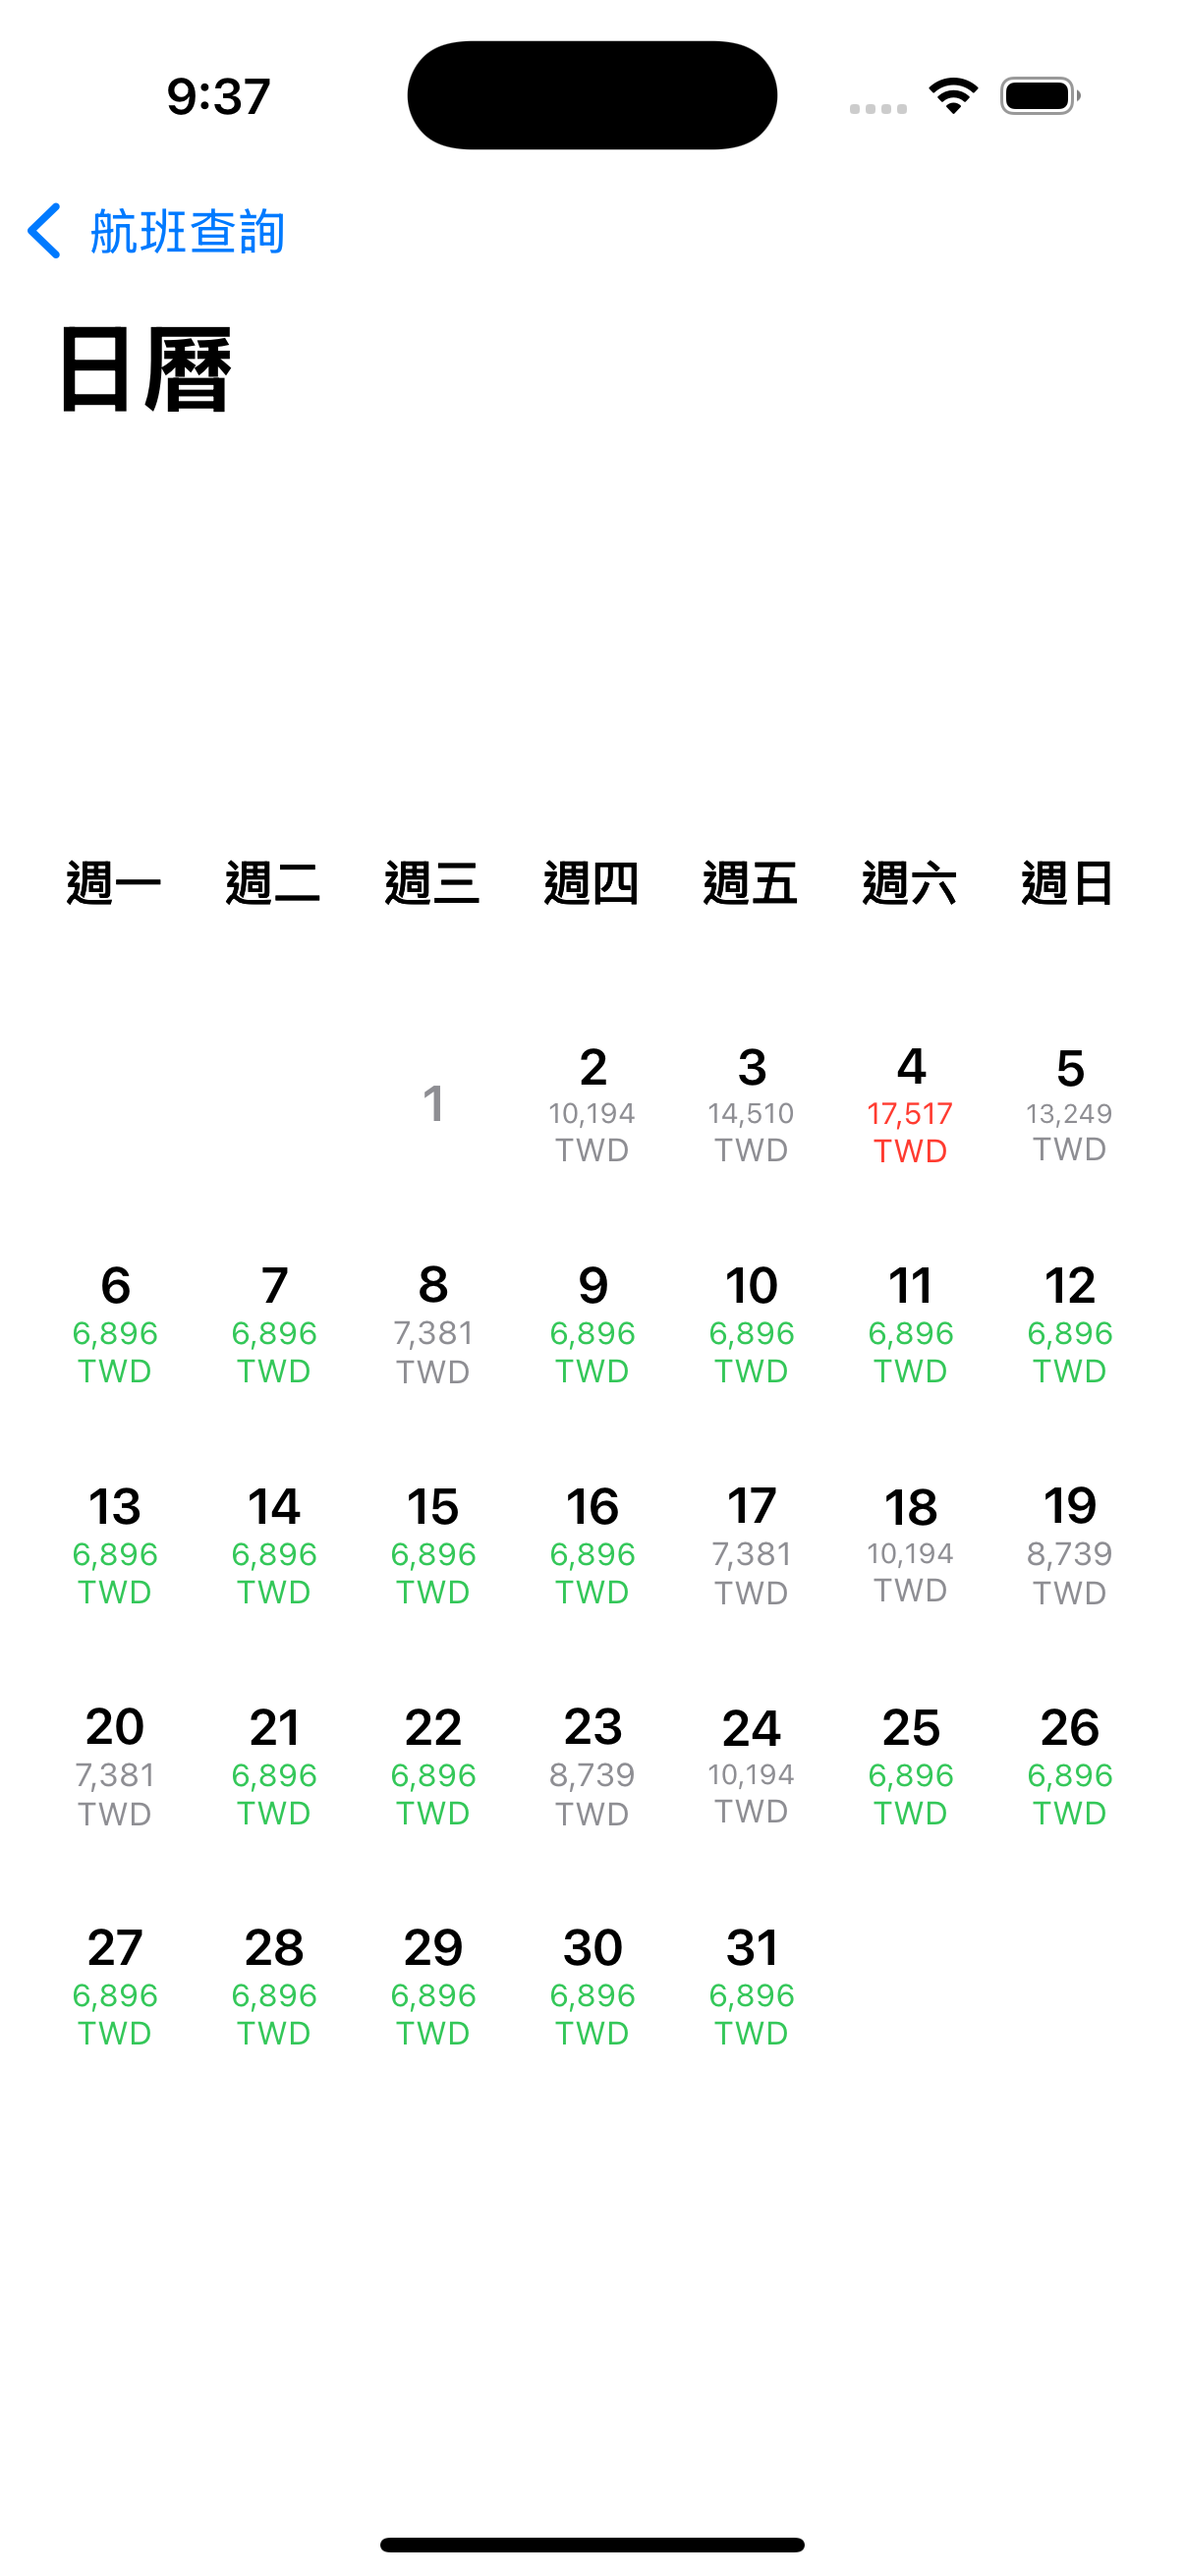 9:37
航班查詢
日曆
週一 週二 週三 週四 週五 週六 週日
1 2 3 4 5
10,194 14,510 17,517 13,249
TWD TWD TWD TWD
6 7 8 9 10 11 12
6,896 6,896 7,381 6,896 6,896 6,896 6,896
TWD TWD TWD TWD TWD TWD TWD
13 14 15 16 17 18 19
6,896 6,896 6,896 6,896 7,381 10,194 8,739
TWD TWD TWD TWD TWD TWD TWD
20 21 22 23 24 25 26
7,381 6,896 6,896 8,739 10,194 6,896 6,896
TWD TWD TWD TWD TWD TWD TWD
27 28 29 30 31
6,896 6,896 6,896 6,896 6,896
TWD TWD TWD TWD TWD